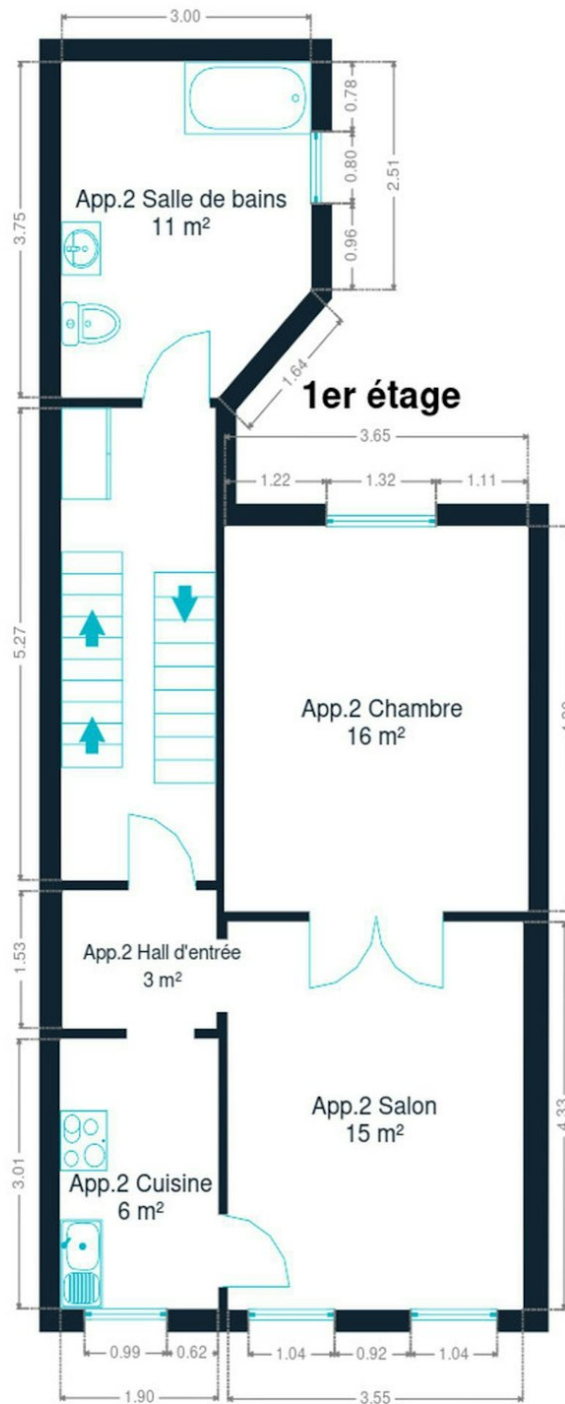 3.00
0.78
0.80
2.51
0.96
3.75
App.2 Salle de bains
11 m²
1.64
1er étage
3.65
1.22
1.32
1.11
5.27
App.2 Chambre
16 m²
App.2 Hall d'entrée
3 m²
1.53
App.2 Salon
15 m²
4.33
3.01
App.2 Cuisine
6 m²
0.99
0.62
1.04
0.92
1.04
1.90
3.55